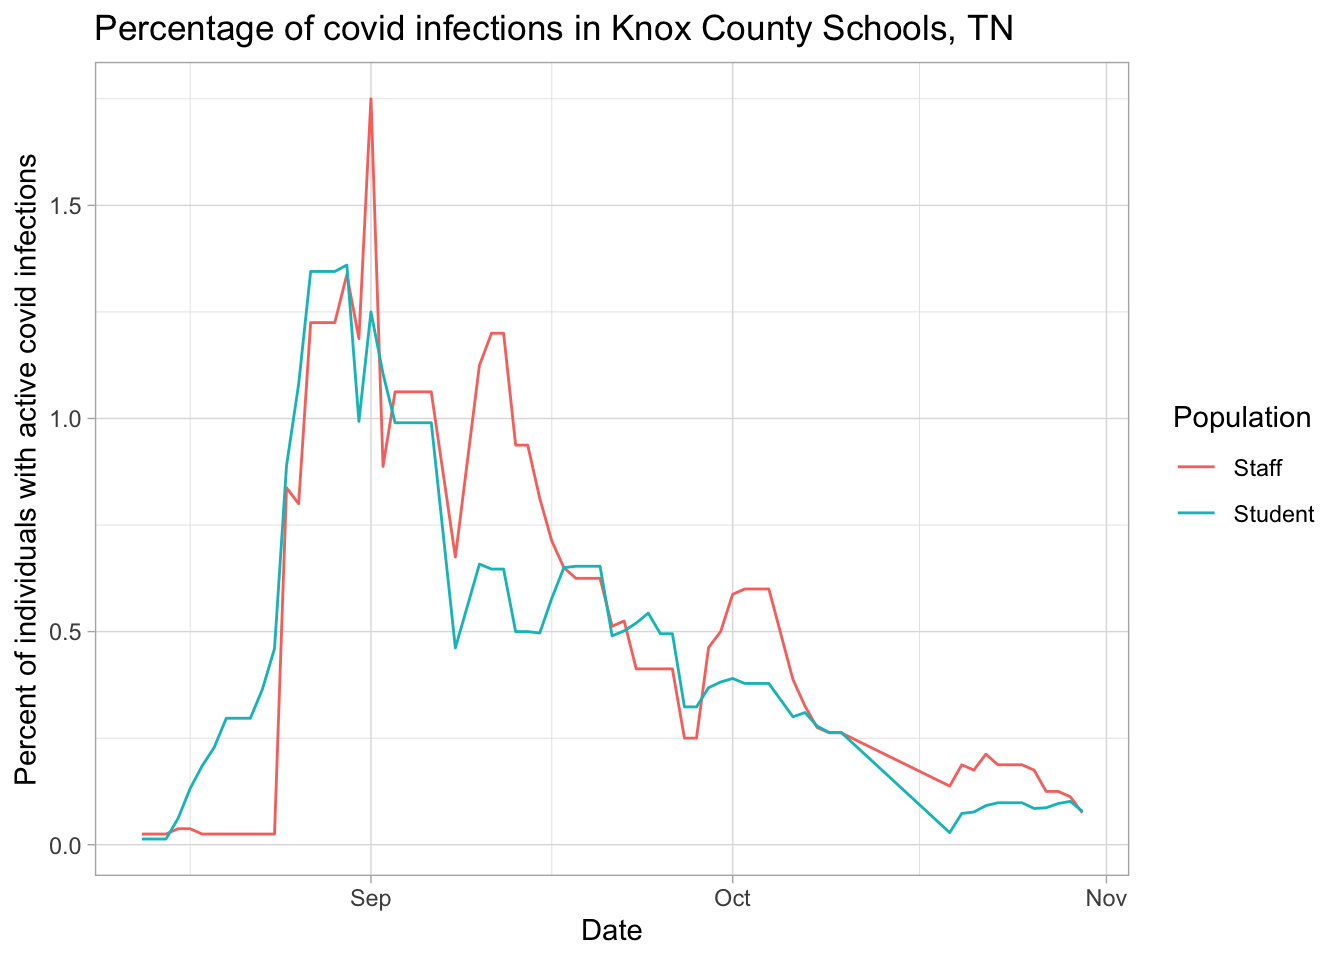 Percentage of covid infections in Knox County Schools, TN
Percent of individuals with active covid infections
1.5
1.0
0.5
0.0
Sep
Oct
Nov
Date
Population
Staff
Student